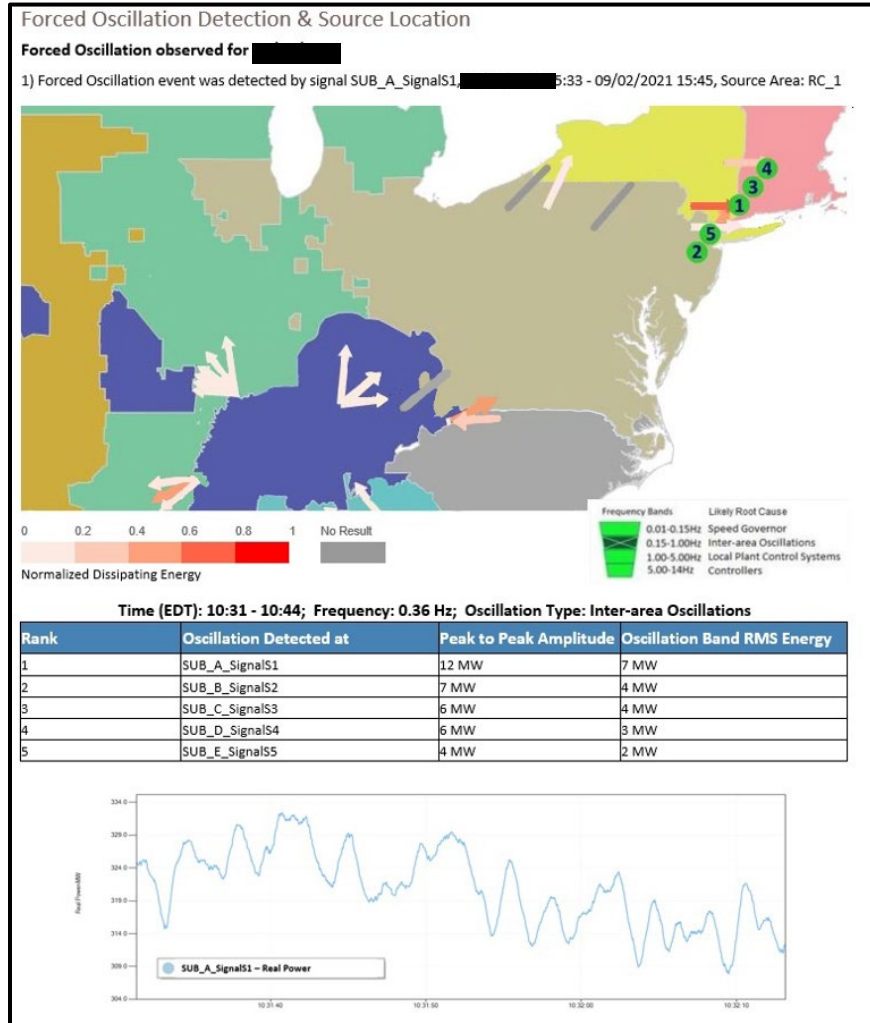 Forced Oscillation Detection & Source Location
Forced Oscillation observed for
1) Forced Oscillation event was detected by signal SUB_A_SignalS1, 5:33 - 09/02/2021 15:45, Source Area: RC_1
4
3
1
5
2
0 0.2 0.4 0.6 0.8 1 No Result
Normalized Dissipating Energy
Frequency Bands Likely Root Cause
0.01-0.15Hz Speed Governor
0.15-1.00Hz Inter-area Oscillations
1.00-5.00Hz Local Plant Control Systems
5.00-14Hz Controllers
Time (EDT): 10:31 - 10:44; Frequency: 0.36 Hz; Oscillation Type: Inter-area Oscillations
Rank Oscillation Detected at Peak to Peak Amplitude Oscillation Band RMS Energy
1 SUB_A_SignalS1 12 MW 7 MW
2 SUB_B_SignalS2 7 MW 4 MW
3 SUB_C_SignalS3 6 MW 4 MW
4 SUB_D_SignalS4 6 MW 3 MW
5 SUB_E_SignalS5 4 MW 2 MW
334.0
329.0
324.0
319.0
314.0
309.0
304.0
Real Power-MW
SUB_A_SignalS1 – Real Power
10:31:40 10:31:50 10:32:00 10:32:10